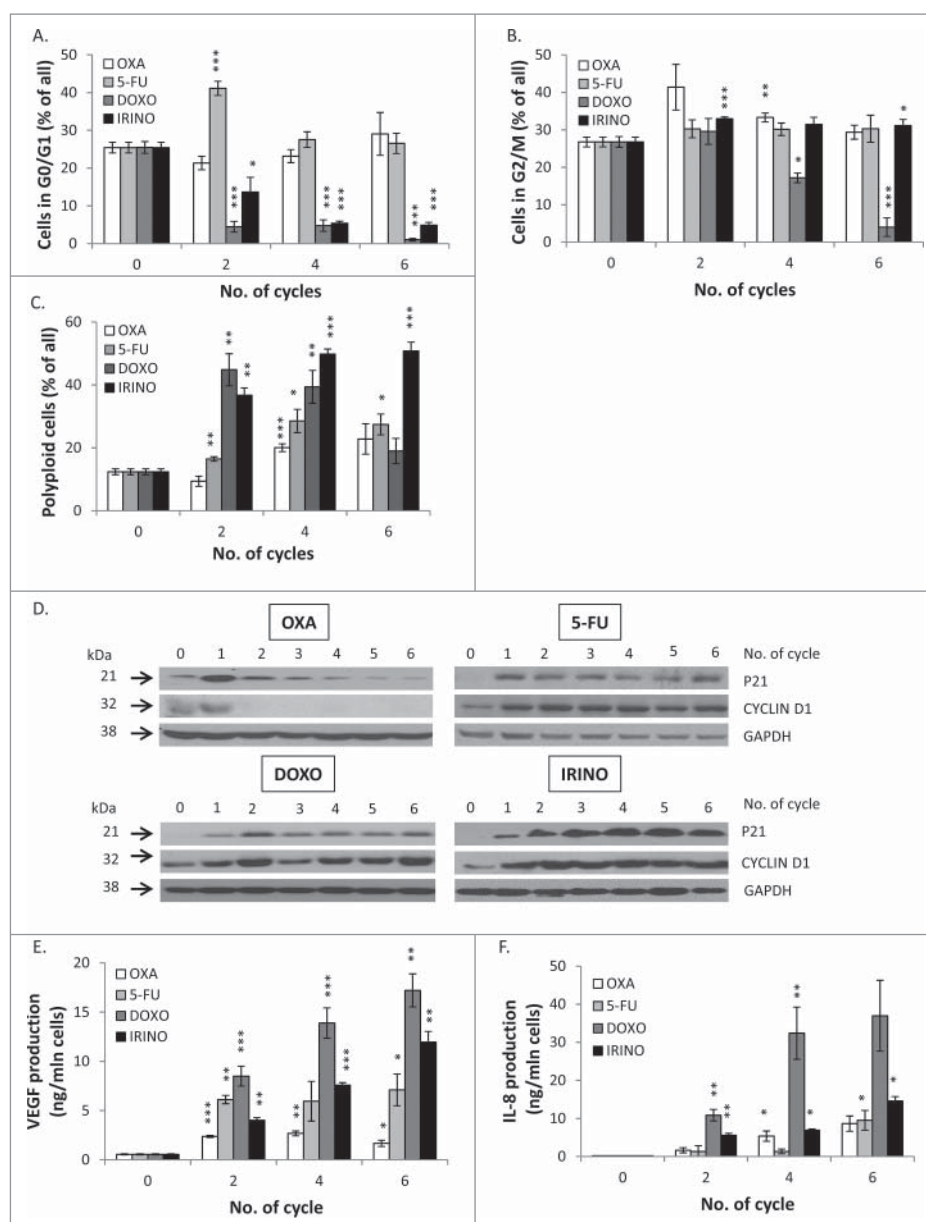 A.
Cells in G0/G1 (% of all)
50
40
30
20
10
0
OXA
5-FU
DOXO
IRINO
***
***
*
***
***
***
***
0 2 4 6
No. of cycles
B.
Cells in G2/M (% of all)
50
40
30
20
10
0
OXA
5-FU
DOXO
IRINO
***
**
*
***
*
0 2 4 6
No. of cycles
C.
Polyploid cells (% of all)
60
40
20
0
OXA
5-FU
DOXO
IRINO
**
**
**
***
*
**
***
*
***
0 2 4 6
No. of cycles
D.
OXA
5-FU
kDa 0 1 2 3 4 5 6 0 1 2 3 4 5 6 No. of cycle
21 P21
32 CYCLIN D1
38 GAPDH
DOXO
IRINO
kDa 0 1 2 3 4 5 6 0 1 2 3 4 5 6 No. of cycle
21 P21
32 CYCLIN D1
38 GAPDH
E.
VEGF production
(ng/mln cells)
20
15
10
5
0
OXA
5-FU
DOXO
IRINO
***
**
***
**
**
***
***
*
*
**
**
0 2 4 6
No. of cycle
F.
IL-8 production
(ng/mln cells)
50
40
30
20
10
0
OXA
5-FU
DOXO
IRINO
**
**
*
**
*
*
*
0 2 4 6
No. of cycle